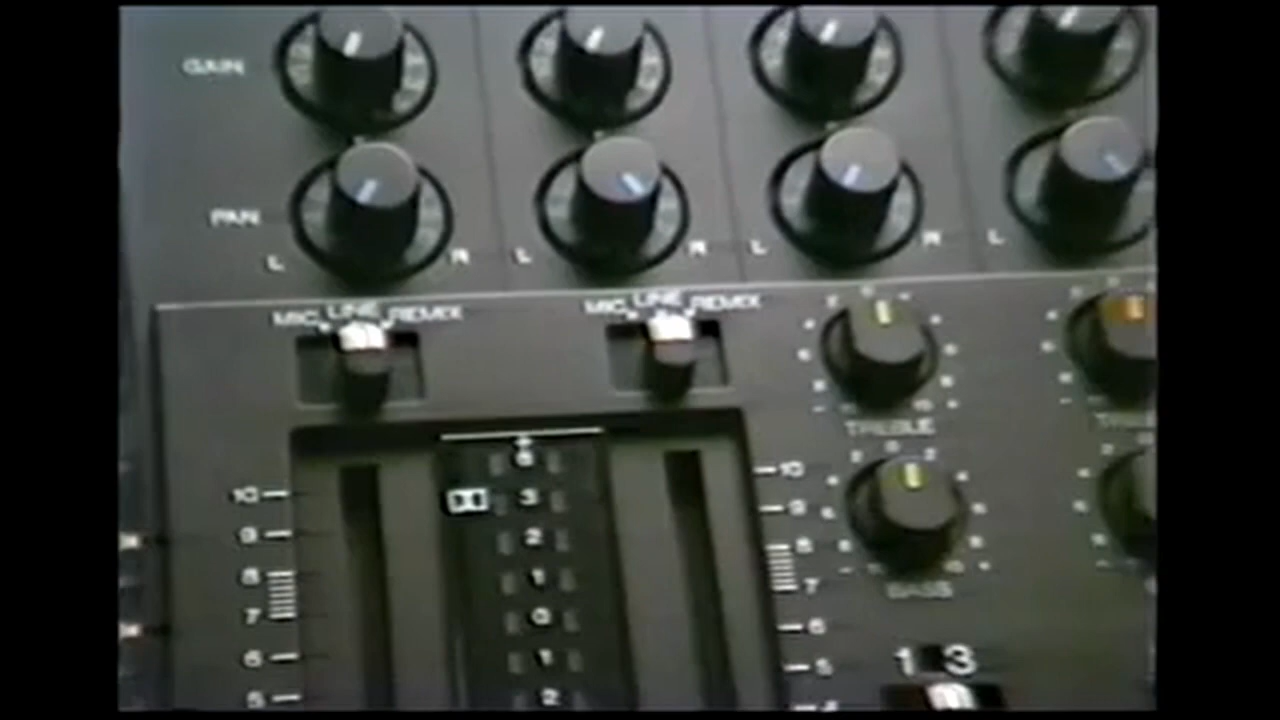 GAIN
PAN
L R L R L R L
MIC LINE REMIX MIC LINE REMIX
TREBLE
6
10 3 10
9 2 9
8 1 8
7 0 7
6 1 6
5 2 5
BASS
1 3